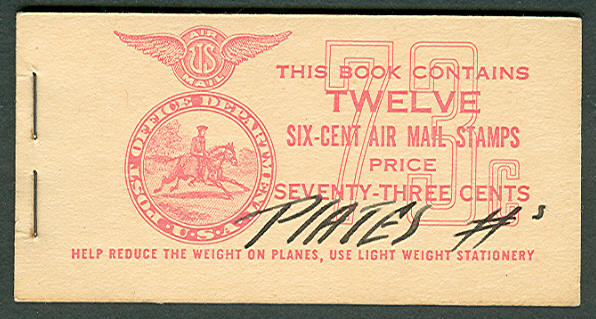 AIR
US
MAIL
POST OFFICE DEPARTMENT
U.S.A.
73c
THIS BOOK CONTAINS
TWELVE
SIX-CENT AIR MAIL STAMPS
PRICE
SEVENTY-THREE CENTS
PLATES #s
HELP REDUCE THE WEIGHT ON PLANES, USE LIGHT WEIGHT STATIONERY